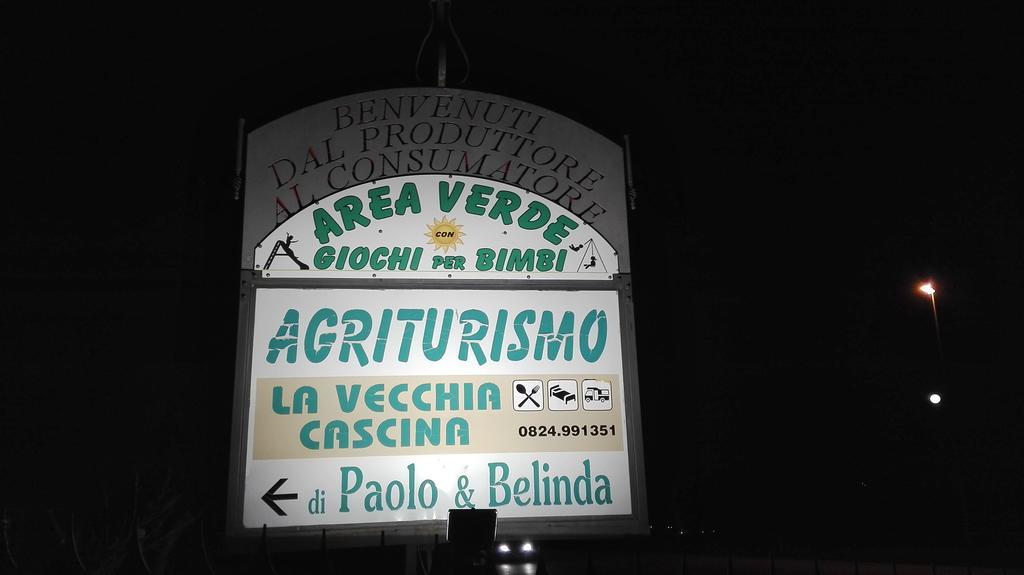 BENVENUTI
DAL PRODUTTORE
AL CONSUMATORE
AREA VERDE
CON
GIOCHI PER BIMBI
AGRITURISMO
LA VECCHIA
CASCINA
0824.991351
di Paolo & Belinda